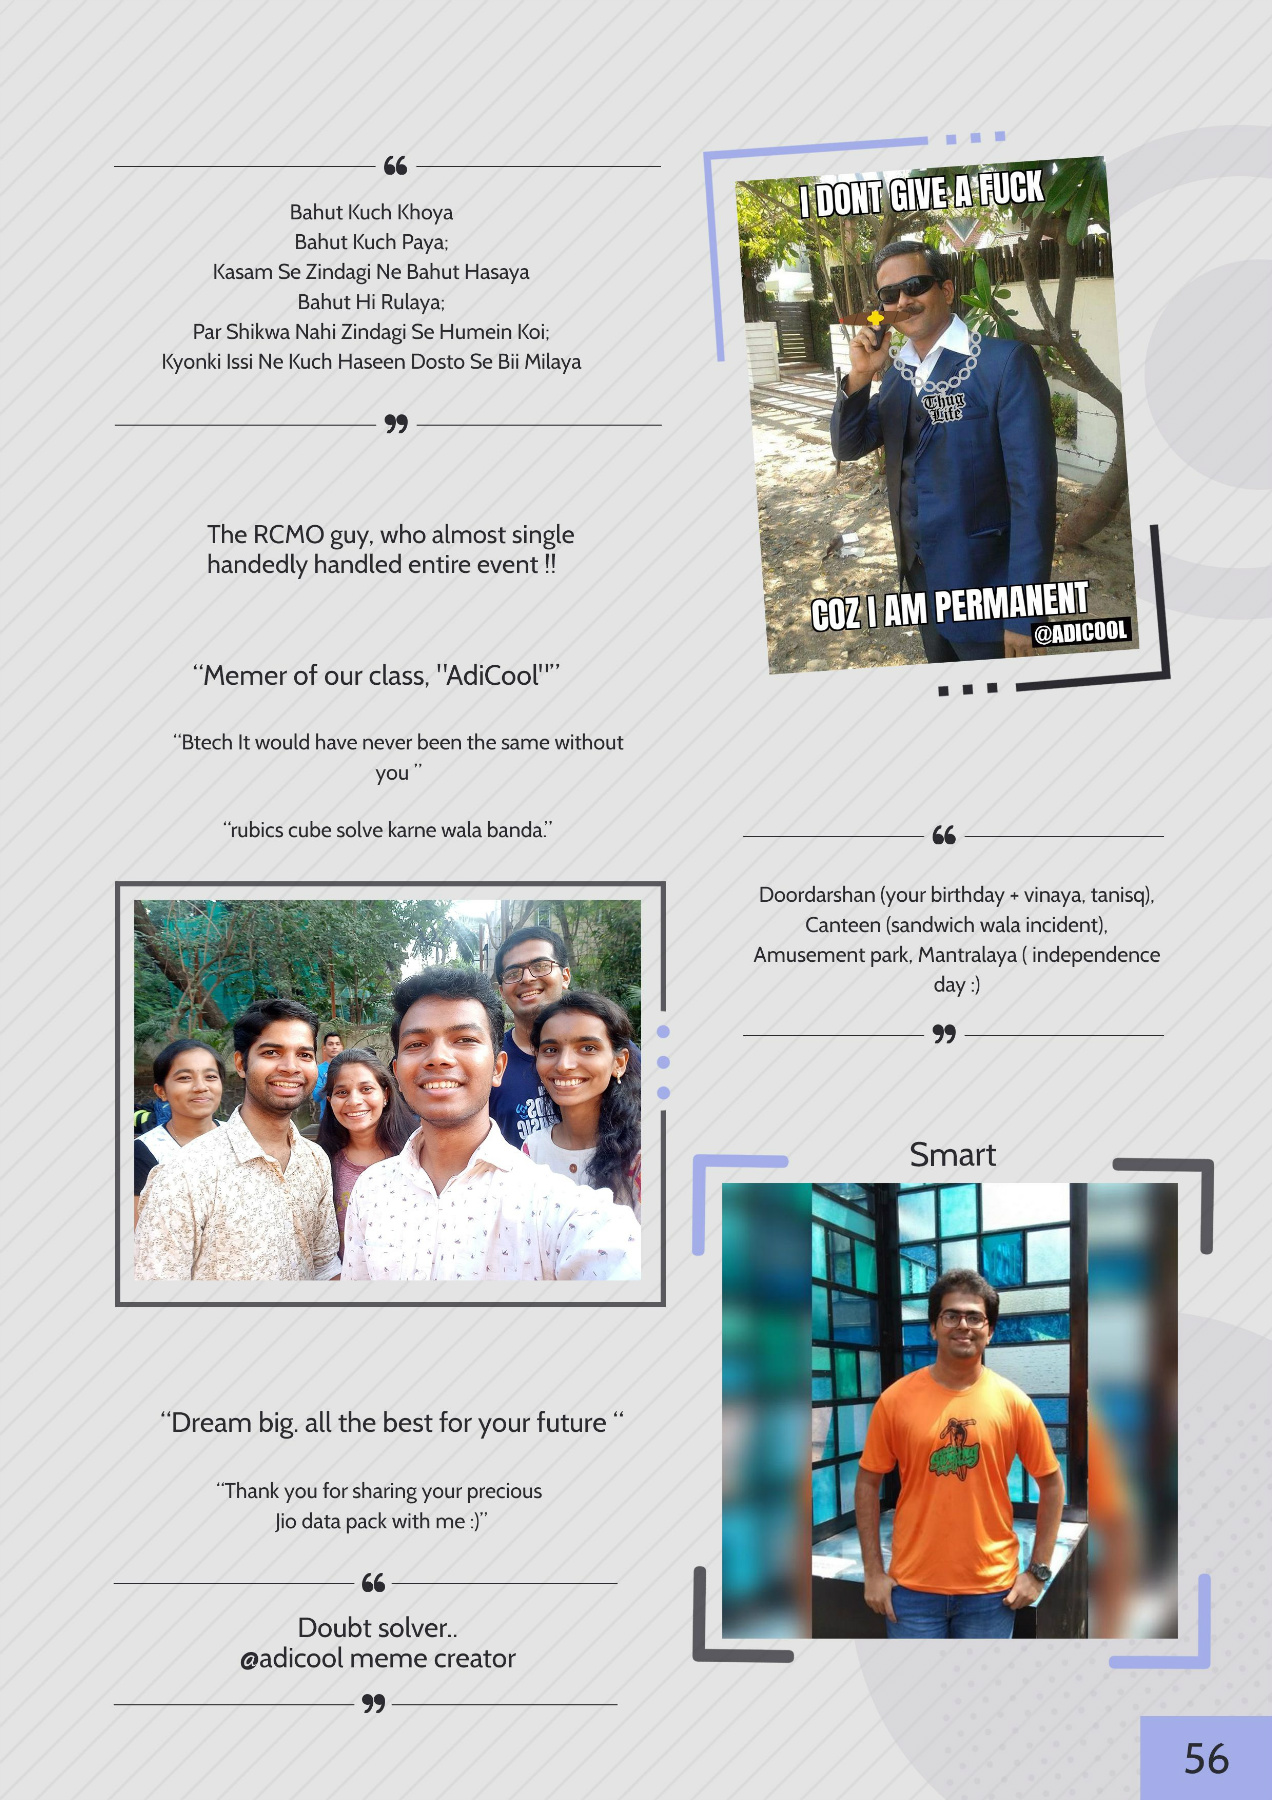 Bahut Kuch Khoya
Bahut Kuch Paya;
Kasam Se Zindagi Ne Bahut Hasaya
Bahut Hi Rulaya;
Par Shikwa Nahi Zindagi Se Humein Koi;
Kyonki Issi Ne Kuch Haseen Dosto Se Bii Milaya
The RCMO guy, who almost single
handedly handled entire event !!
“Memer of our class, "AdiCool"”
“Btech It would have never been the same without
you ”
“rubics cube solve karne wala banda.”
“Dream big. all the best for your future “
“Thank you for sharing your precious
Jio data pack with me :)”
Doubt solver..
@adicool meme creator
I DONT GIVE A FUCK
Thug
Life
COZ I AM PERMANENT
@ADICOOL
Doordarshan (your birthday + vinaya, tanisq),
Canteen (sandwich wala incident),
Amusement park, Mantralaya ( independence
day :)
Smart
56